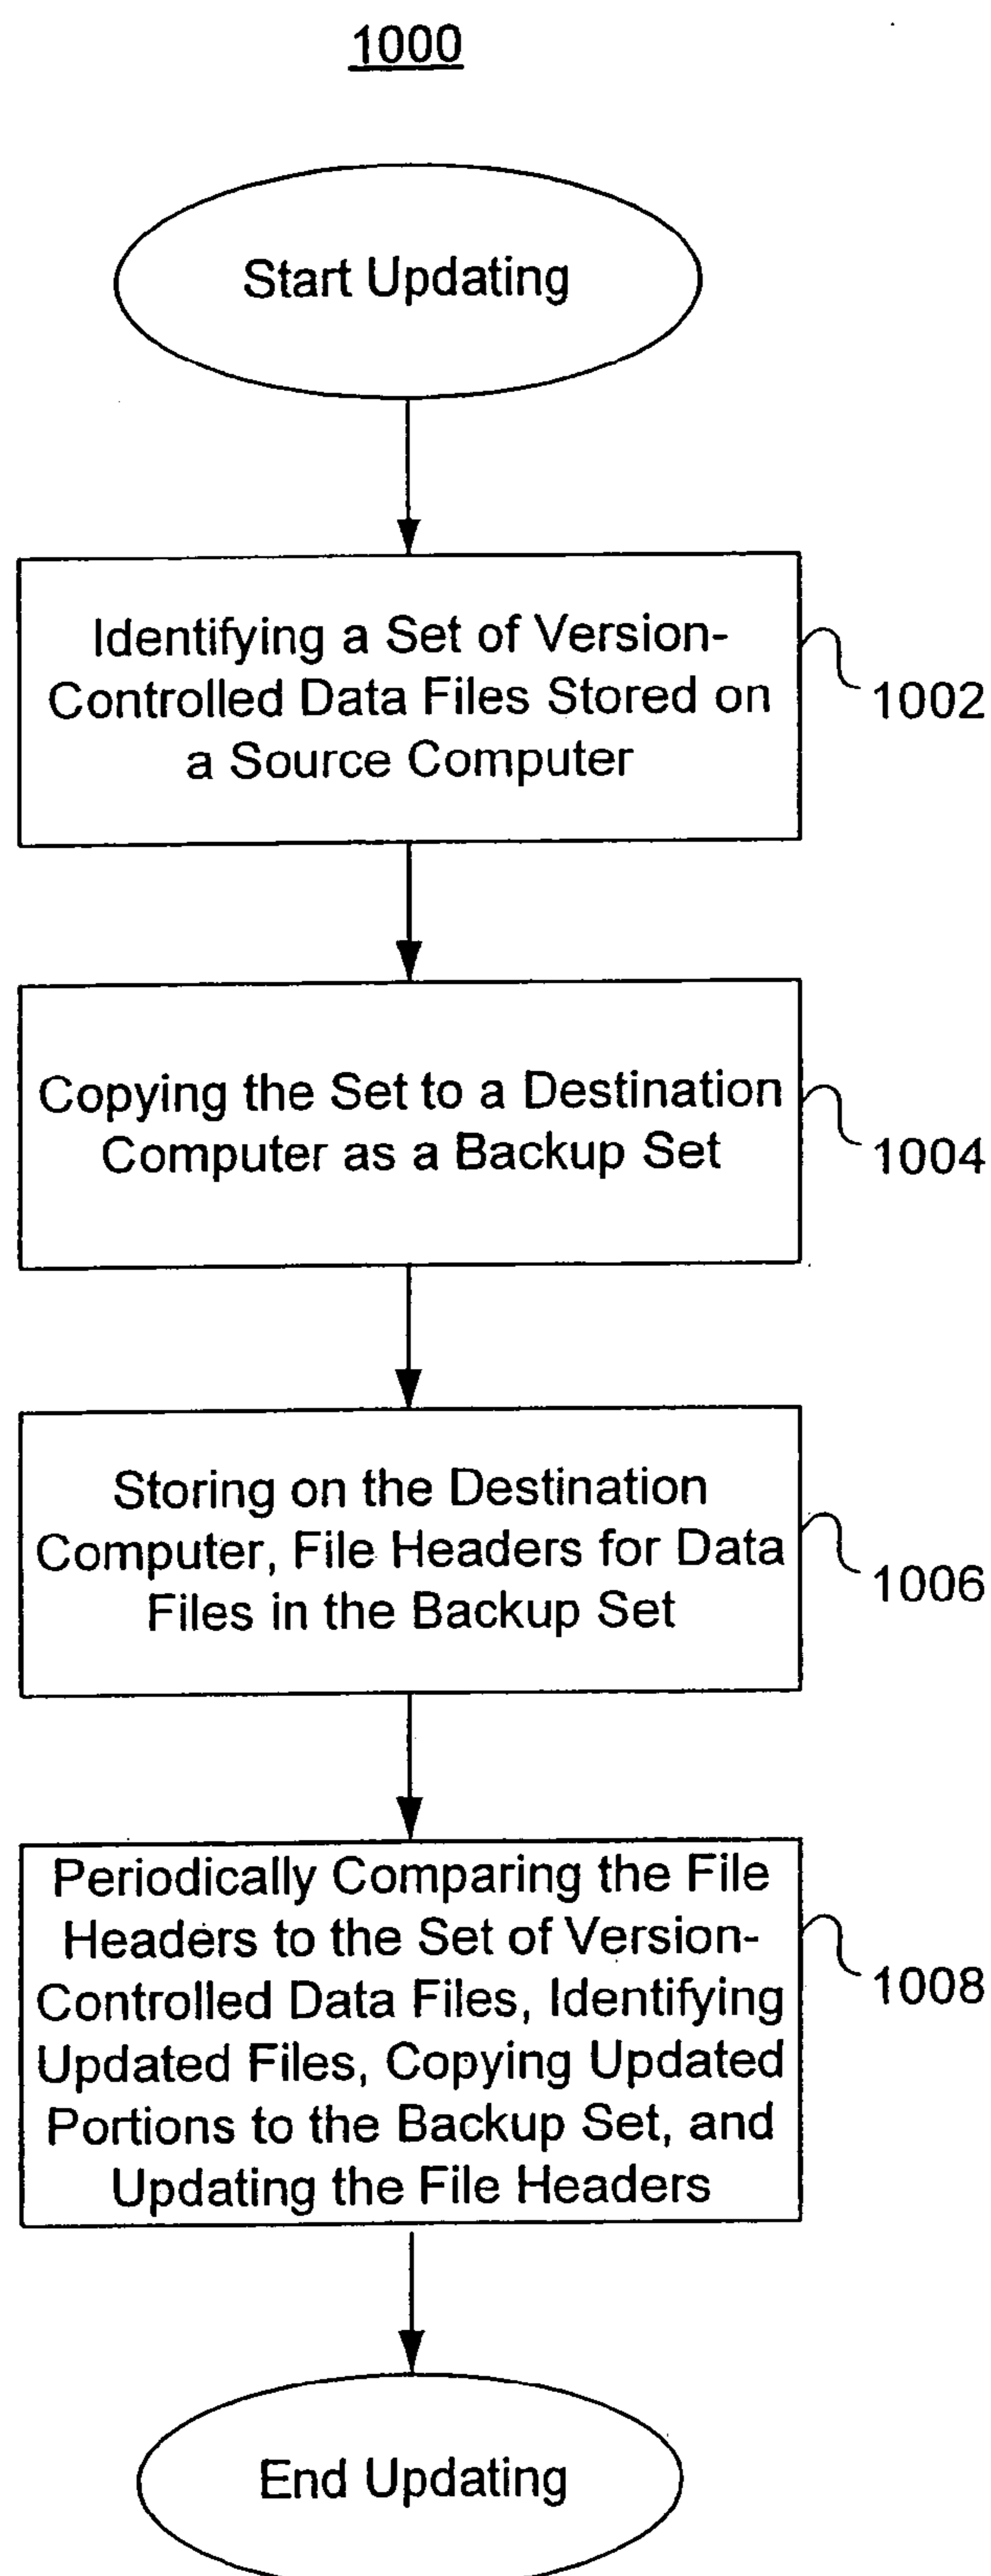 1000
Start Updating
Identifying a Set of Version-
Controlled Data Files Stored on
a Source Computer
1002
Copying the Set to a Destination
Computer as a Backup Set
1004
Storing on the Destination
Computer, File Headers for Data
Files in the Backup Set
1006
Periodically Comparing the File
Headers to the Set of Version-
Controlled Data Files, Identifying
Updated Files, Copying Updated
Portions to the Backup Set, and
Updating the File Headers
1008
End Updating